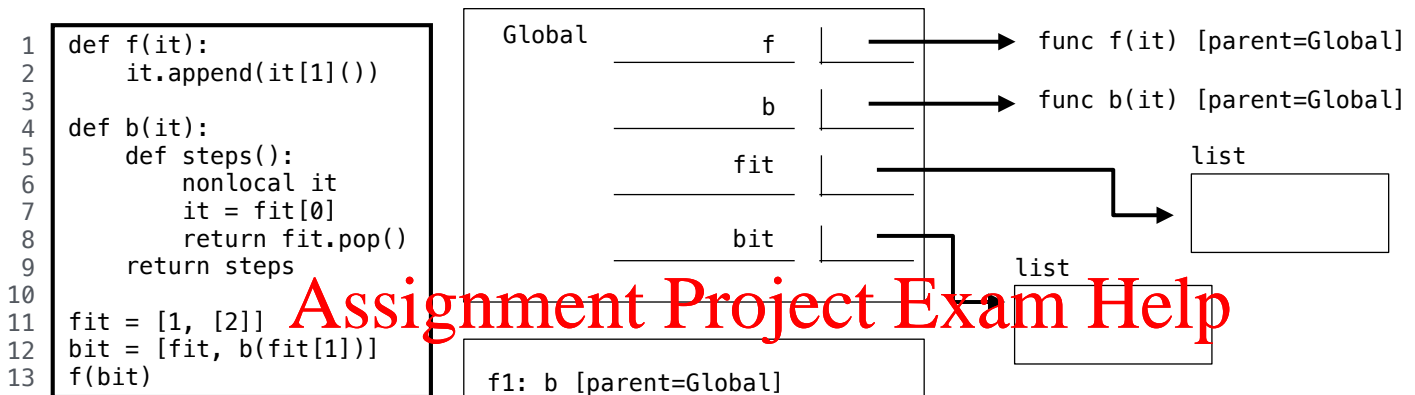 1 def f(it):
2     it.append(it[1]())
3
4 def b(it):
5     def steps():
6         nonlocal it
7         it = fit[0]
8         return fit.pop()
9     return steps
10
11 fit = [1, [2]]
12 bit = [fit, b(fit[1])]
13 f(bit)
Global
f
func f(it) [parent=Global]
b
func b(it) [parent=Global]
fit
list
bit
list
Assignment Project Exam Help
f1: b [parent=Global]